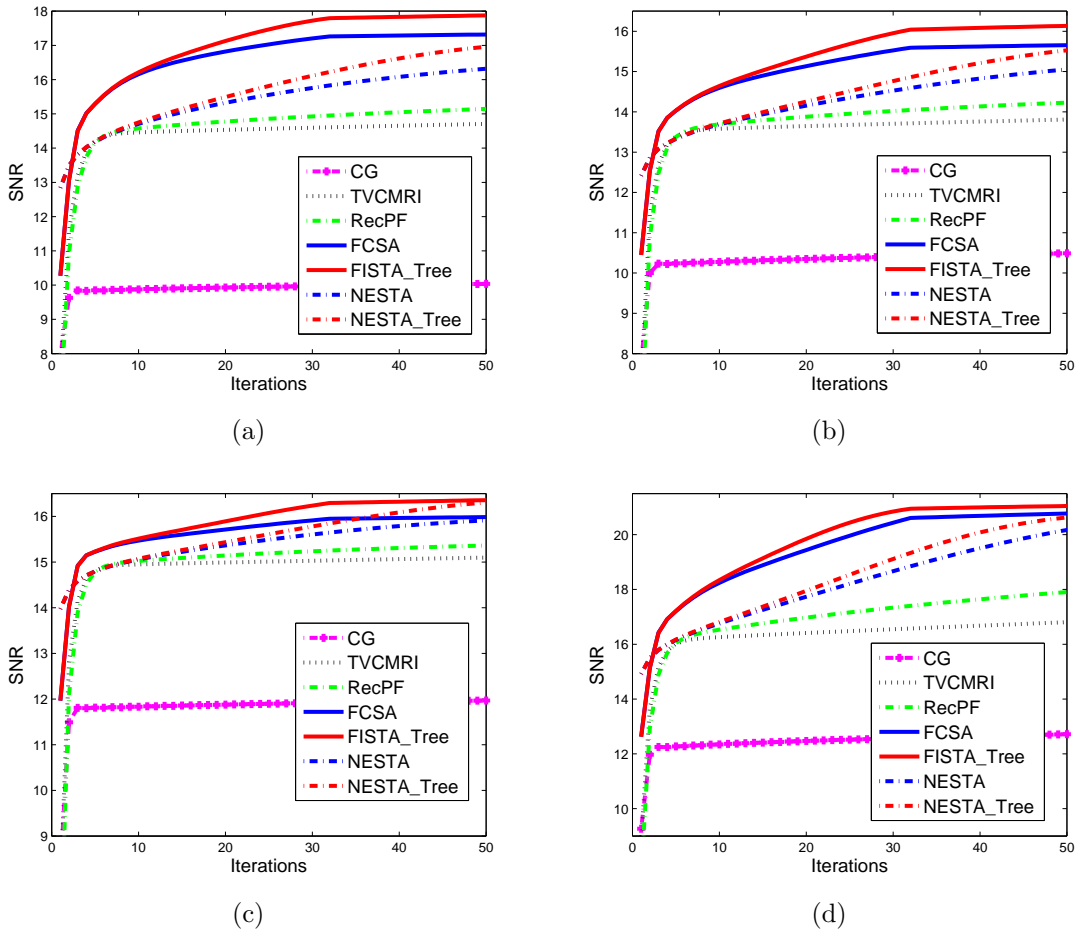 18
17
16
15
14
13
12
11
10
9
8
SNR
0 10 20 30 40 50
Iterations
CG
TVCMRI
RecPF
FCSA
FISTA_Tree
NESTA
NESTA_Tree
(a)
16
15
14
13
12
11
10
9
8
SNR
0 10 20 30 40 50
Iterations
CG
TVCMRI
RecPF
FCSA
FISTA_Tree
NESTA
NESTA_Tree
(b)
16
15
14
13
12
11
10
9
SNR
0 10 20 30 40 50
Iterations
CG
TVCMRI
RecPF
FCSA
FISTA_Tree
NESTA
NESTA_Tree
(c)
20
18
16
14
12
10
SNR
0 10 20 30 40 50
Iterations
CG
TVCMRI
RecPF
FCSA
FISTA_Tree
NESTA
NESTA_Tree
(d)